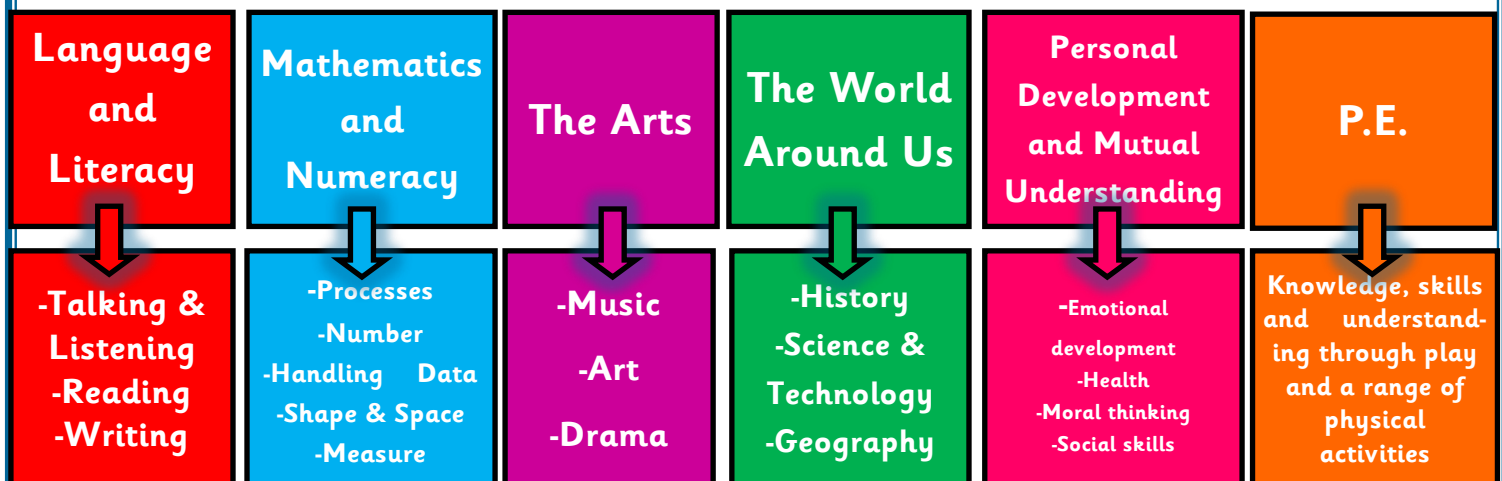 Language
and
Literacy
Mathematics
and
Numeracy
The Arts
The World
Around Us
Personal
Development
and Mutual
Understanding
P.E.
-Talking &
Listening
-Reading
-Writing
-Processes
-Number
-Handling Data
-Shape & Space
-Measure
-Music
-Art
-Drama
-History
-Science &
Technology
-Geography
-Emotional
development
-Health
-Moral thinking
-Social skills
Knowledge, skills
and understand-
ing through play
and a range of
physical
activities